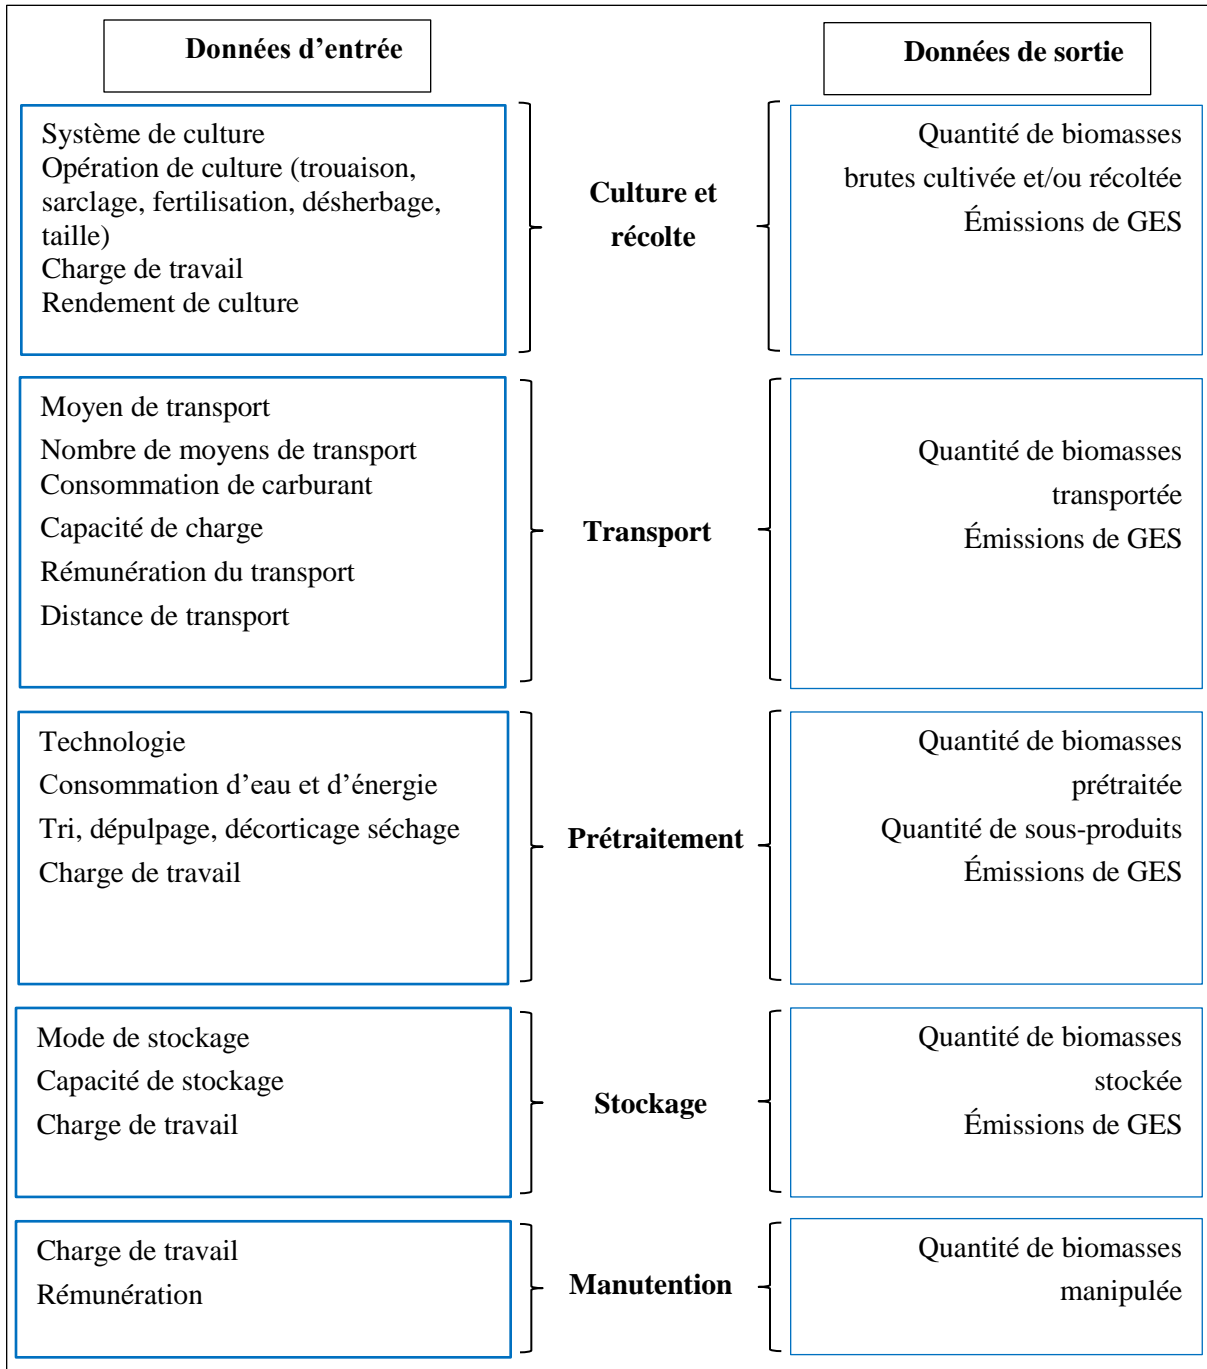 Données d’entrée
Données de sortie
Système de culture
Opération de culture (trouaison,
sarclage, fertilisation, désherbage,
taille)
Charge de travail
Rendement de culture
Culture et
récolte
Quantité de biomasses
brutes cultivée et/ou récoltée
Émissions de GES
Moyen de transport
Nombre de moyens de transport
Consommation de carburant
Capacité de charge
Rémunération du transport
Distance de transport
Transport
Quantité de biomasses
transportée
Émissions de GES
Technologie
Consommation d’eau et d’énergie
Tri, dépulpage, décorticage séchage
Charge de travail
Prétraitement
Quantité de biomasses
prétraitée
Quantité de sous-produits
Émissions de GES
Mode de stockage
Capacité de stockage
Charge de travail
Stockage
Quantité de biomasses
stockée
Émissions de GES
Charge de travail
Rémunération
Manutention
Quantité de biomasses
manipulée